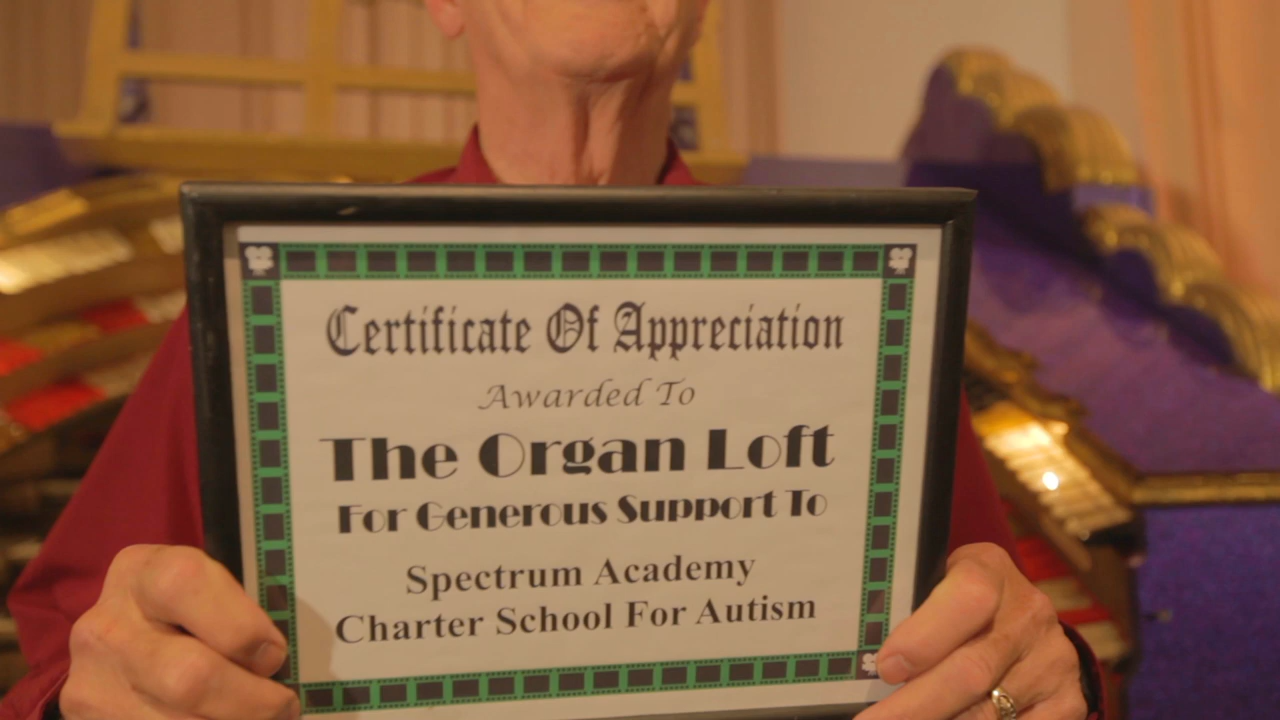 Certificate Of Appreciation
Awarded To
The Organ Loft
For Generous Support To
Spectrum Academy
Charter School For Autism